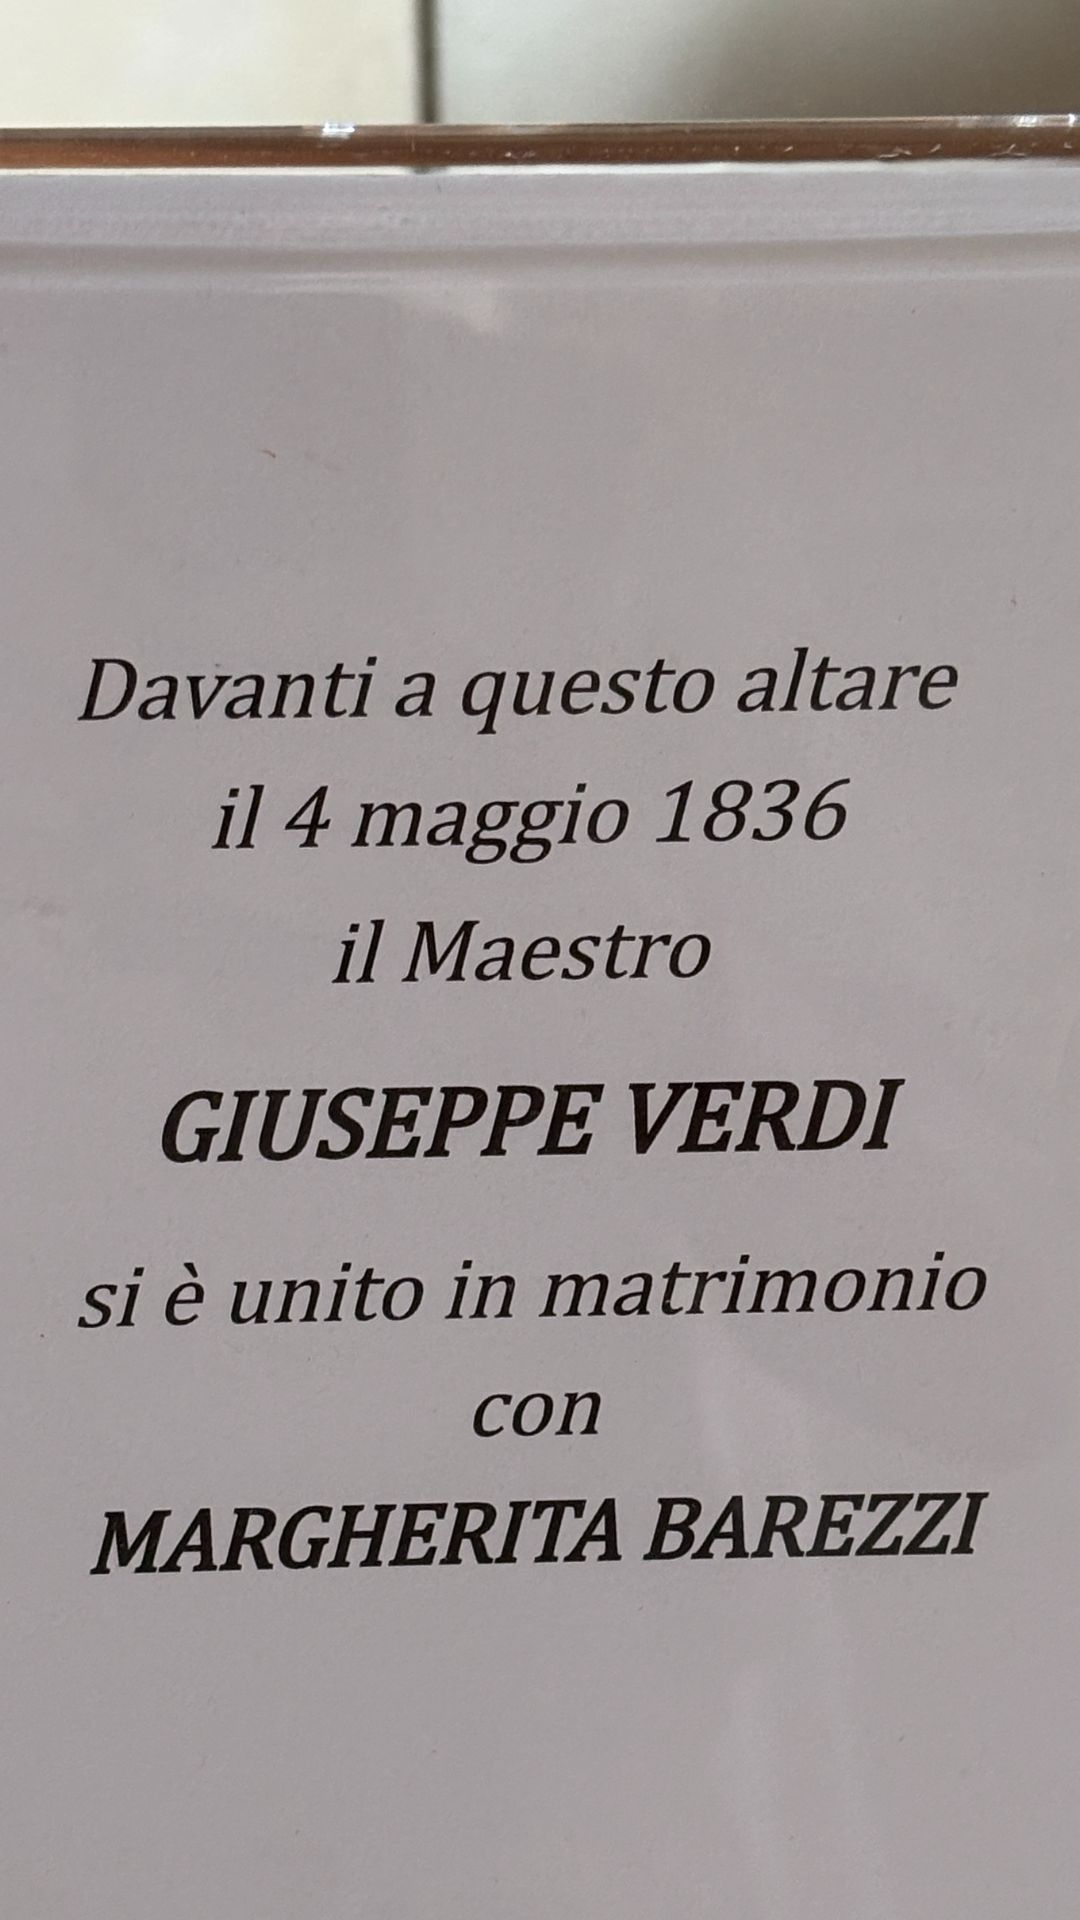 Davanti a questo altare
il 4 maggio 1836
il Maestro
GIUSEPPE VERDI
si è unito in matrimonio
con
MARGHERITA BAREZZI